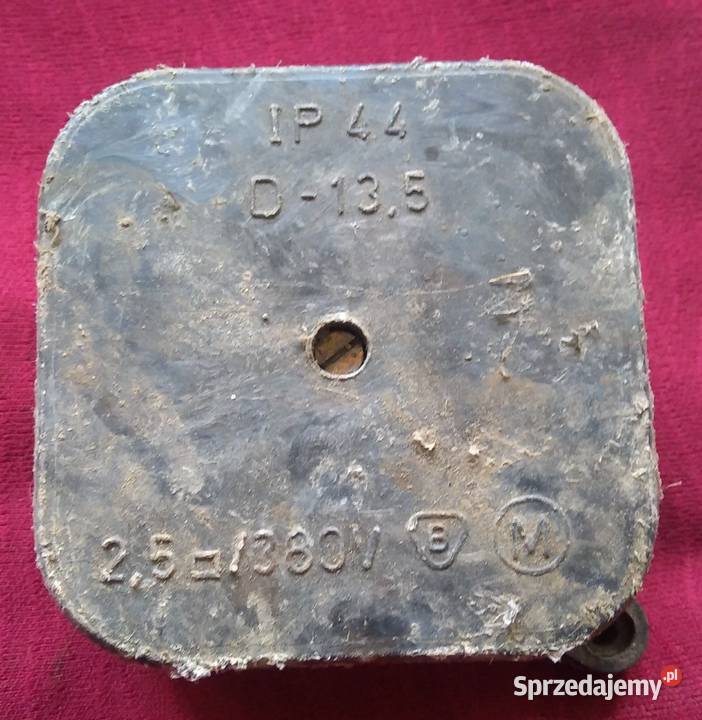 IP 44
D-13,5
2,5 □/380V B M
Sprzedajemy.pl